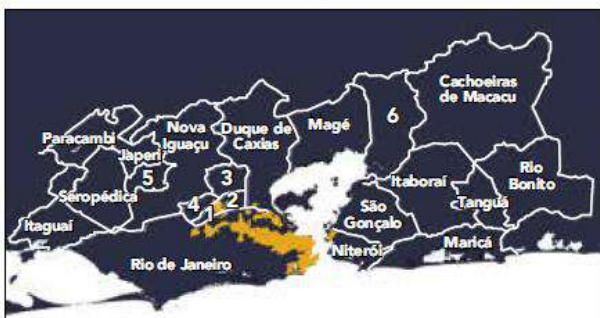 Cachoeiras
de Macacu
6
Nova
Iguaçu
Duque de
Caxias
Magé
Paracambi
Japeri
5
3
Seropédica
4
2
1
Itaboraí
Rio
Bonito
Tanguá
São
Gonçalo
Itaguaí
Maricá
Niterói
Rio de Janeiro